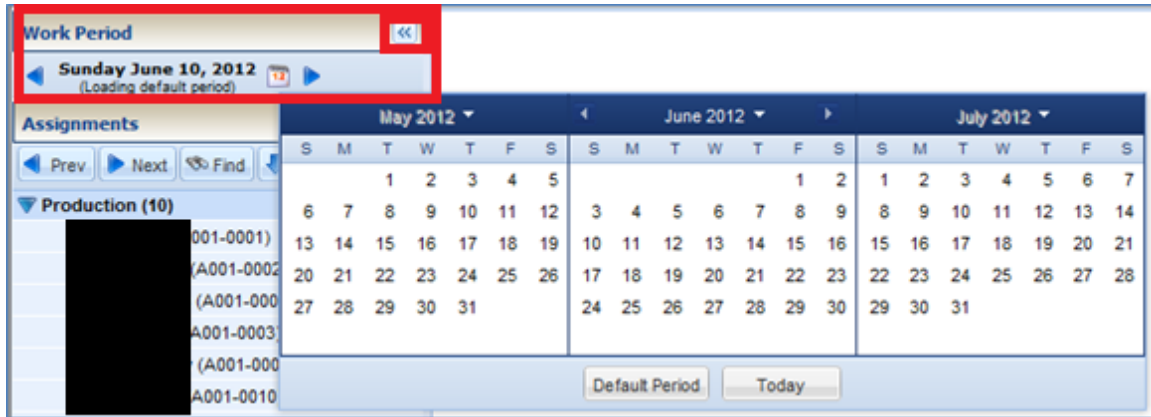 Work Period
Sunday June 10, 2012
(Loading default period)
Assignments
Prev Next Find
Production (10)
001-0001)
(A001-0002
(A001-000
A001-0003)
(A001-000
A001-0010
May 2012
S M T W T F S
1 2 3 4 5
6 7 8 9 10 11 12
13 14 15 16 17 18 19
20 21 22 23 24 25 26
27 28 29 30 31
June 2012
S M T W T F S
1 2
3 4 5 6 7 8 9
10 11 12 13 14 15 16
17 18 19 20 21 22 23
24 25 26 27 28 29 30
July 2012
S M T W T F S
1 2 3 4 5 6 7
8 9 10 11 12 13 14
15 16 17 18 19 20 21
22 23 24 25 26 27 28
29 30 31
Default Period Today